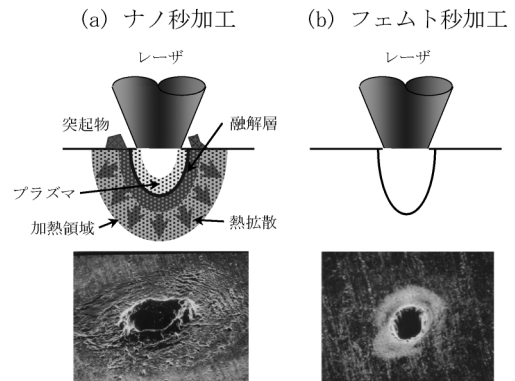 (a) ナノ秒加工
(b) フェムト秒加工
レーザ
レーザ
突起物
融解層
プラズマ
加熱領域
熱拡散